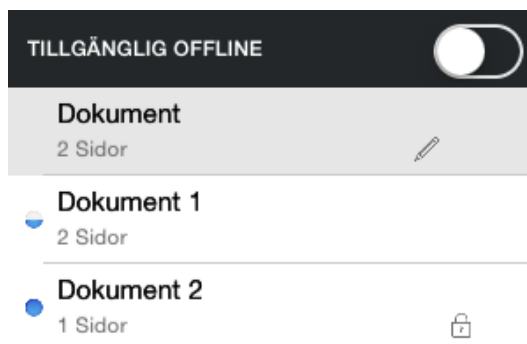 TILLGÄNGLIG OFFLINE
Dokument
2 Sidor
Dokument 1
2 Sidor
Dokument 2
1 Sidor